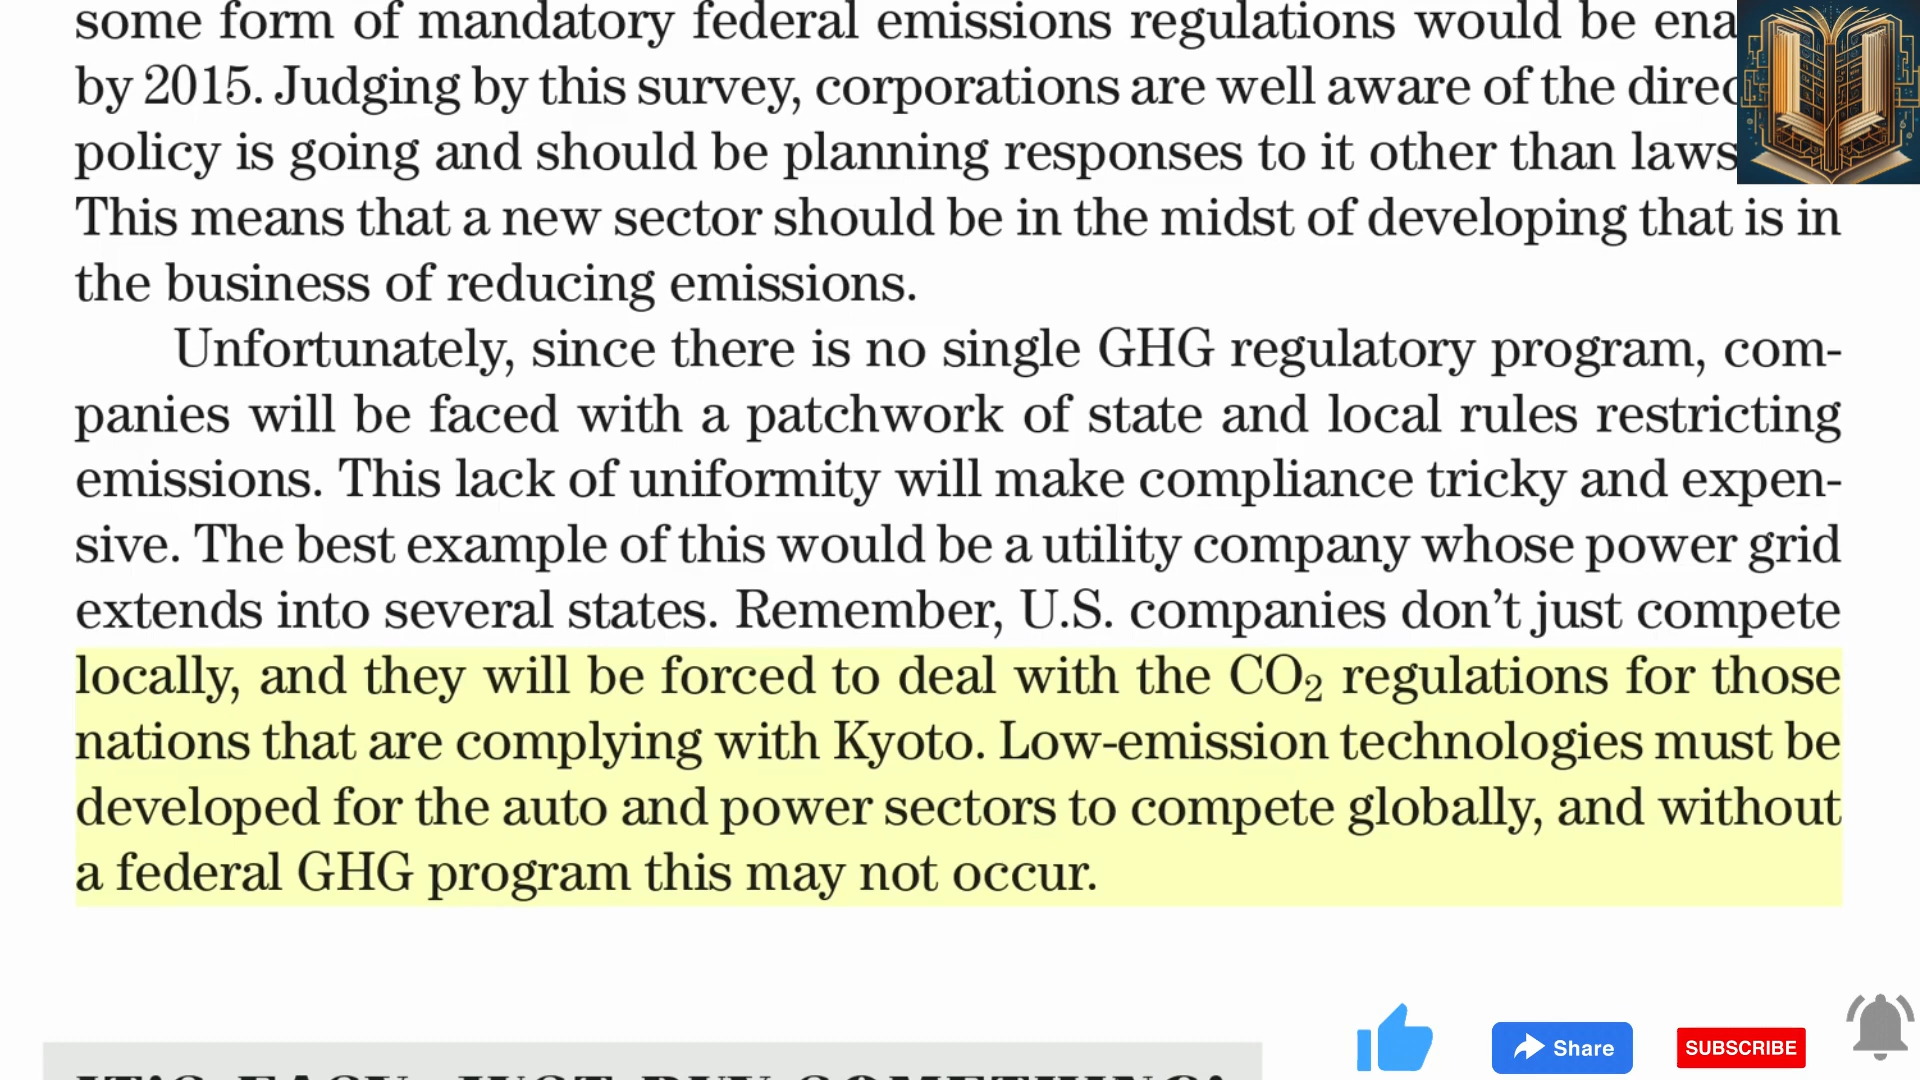 some form of mandatory federal emissions regulations would be
by 2015. Judging by this survey, corporations are well aware of the
policy is going and should be planning responses to it other than laws
This means that a new sector should be in the midst of developing that is in
the business of reducing emissions.
Unfortunately, since there is no single GHG regulatory program, com-
panies will be faced with a patchwork of state and local rules restricting
emissions. This lack of uniformity will make compliance tricky and expen-
sive. The best example of this would be a utility company whose power grid
extends into several states. Remember, U.S. companies don’t just compete
locally, and they will be forced to deal with the CO₂ regulations for those
nations that are complying with Kyoto. Low-emission technologies must be
developed for the auto and power sectors to compete globally, and without
a federal GHG program this may not occur.
Share
SUBSCRIBE